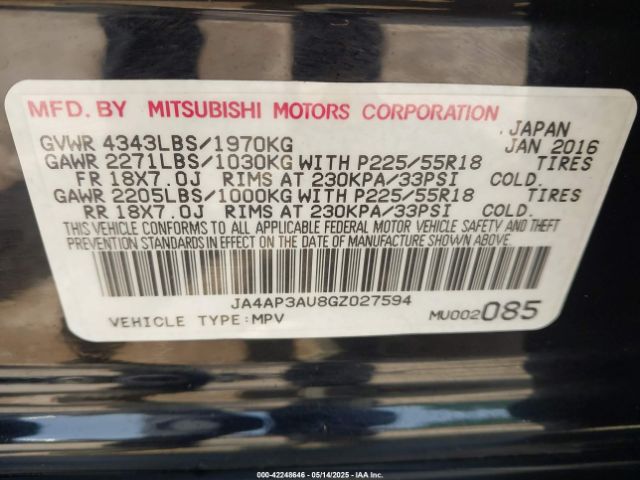 MFD. BY MITSUBISHI MOTORS CORPORATION
JAPAN
GVWR 4343LBS/1970KG JAN 2016
GAWR 2271LBS/1030KG WITH P225/55R18 TIRES
FR 18X7.0J RIMS AT 230KPA/33PSI COLD.
GAWR 2205LBS/1000KG WITH P225/55R18 TIRES
RR 18X7.0J RIMS AT 230KPA/33PSI COLD.
THIS VEHICLE CONFORMS TO ALL APPLICABLE FEDERAL MOTOR VEHICLE SAFETY AND THEFT
PREVENTION STANDARDS IN EFFECT ON THE DATE OF MANUFACTURE SHOWN ABOVE.
JA4AP3AU8GZ027594
VEHICLE TYPE:MPV MU002085
000-42248646 - 05/14/2025 - IAAI.CA